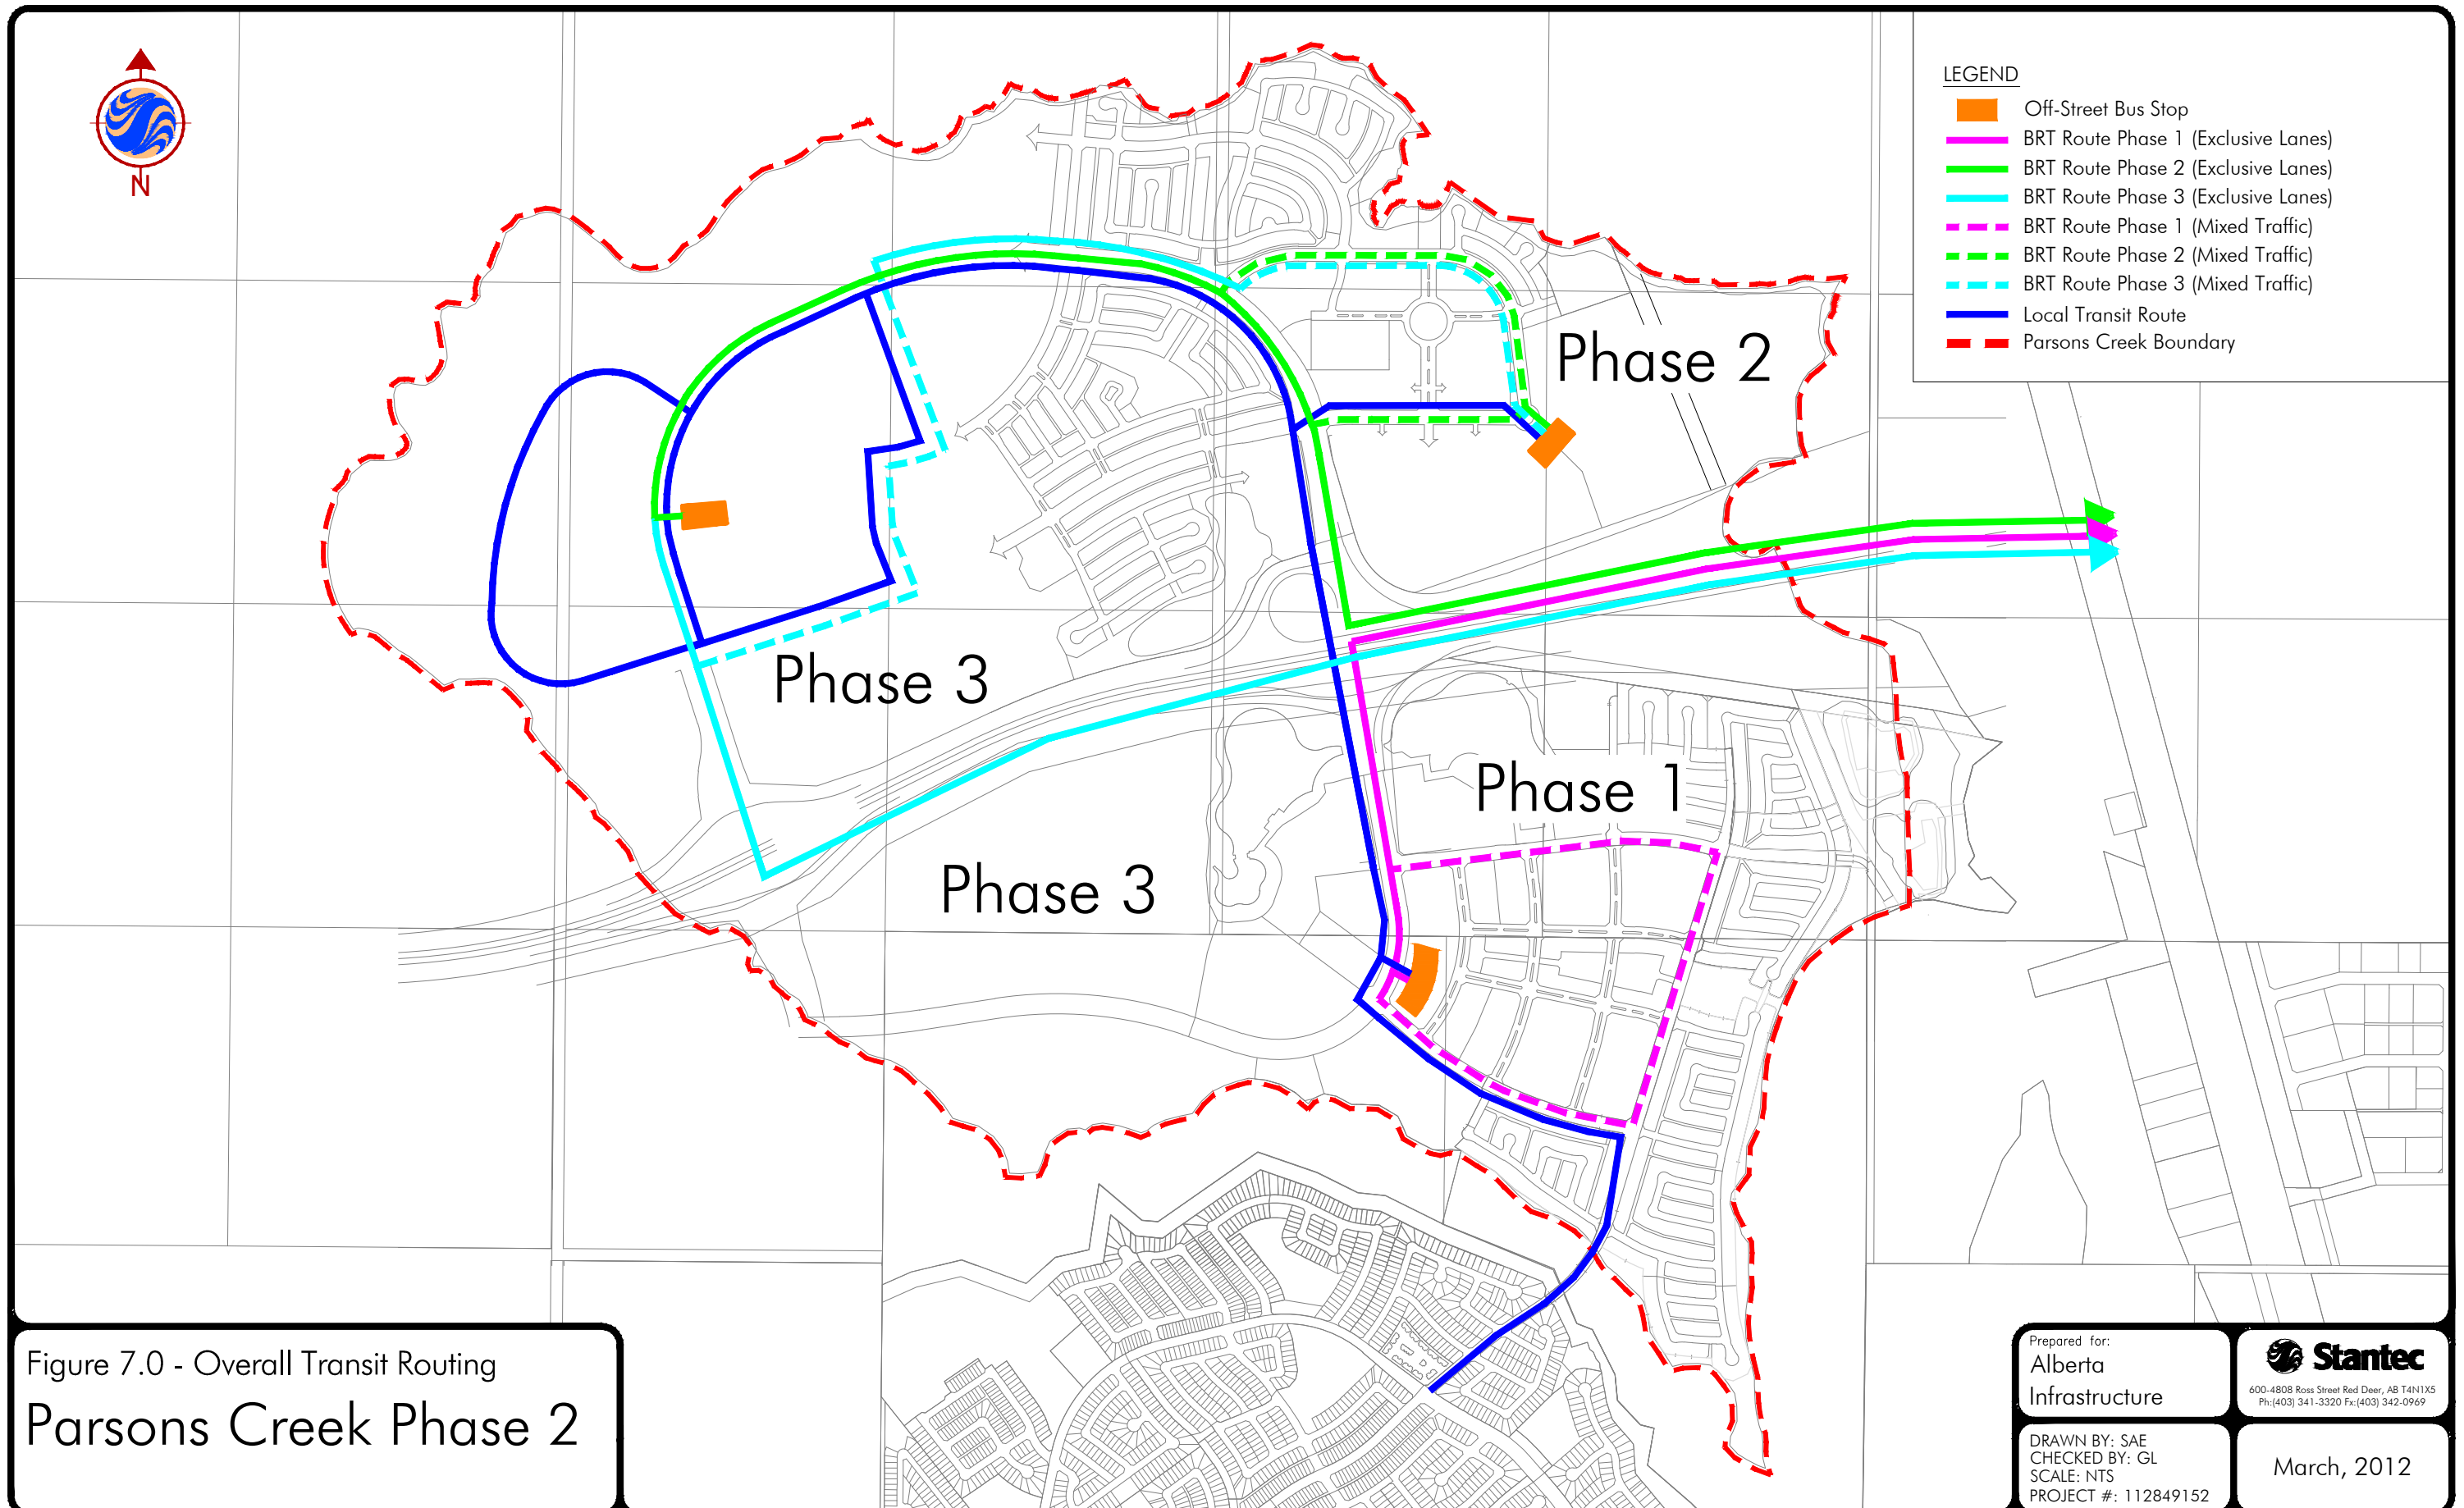 N
LEGEND
Off-Street Bus Stop
BRT Route Phase 1 (Exclusive Lanes)
BRT Route Phase 2 (Exclusive Lanes)
BRT Route Phase 3 (Exclusive Lanes)
BRT Route Phase 1 (Mixed Traffic)
BRT Route Phase 2 (Mixed Traffic)
BRT Route Phase 3 (Mixed Traffic)
Local Transit Route
Parsons Creek Boundary
Phase 2
Phase 3
Phase 1
Phase 3
Figure 7.0 - Overall Transit Routing
Parsons Creek Phase 2
Prepared for:
Alberta
Infrastructure
Stantec
600-4808 Ross Street Red Deer, AB T4N1X5
Ph:(403) 341-3320 Fx:(403) 342-0969
DRAWN BY: SAE
CHECKED BY: GL
SCALE: NTS
PROJECT #: 112849152
March, 2012